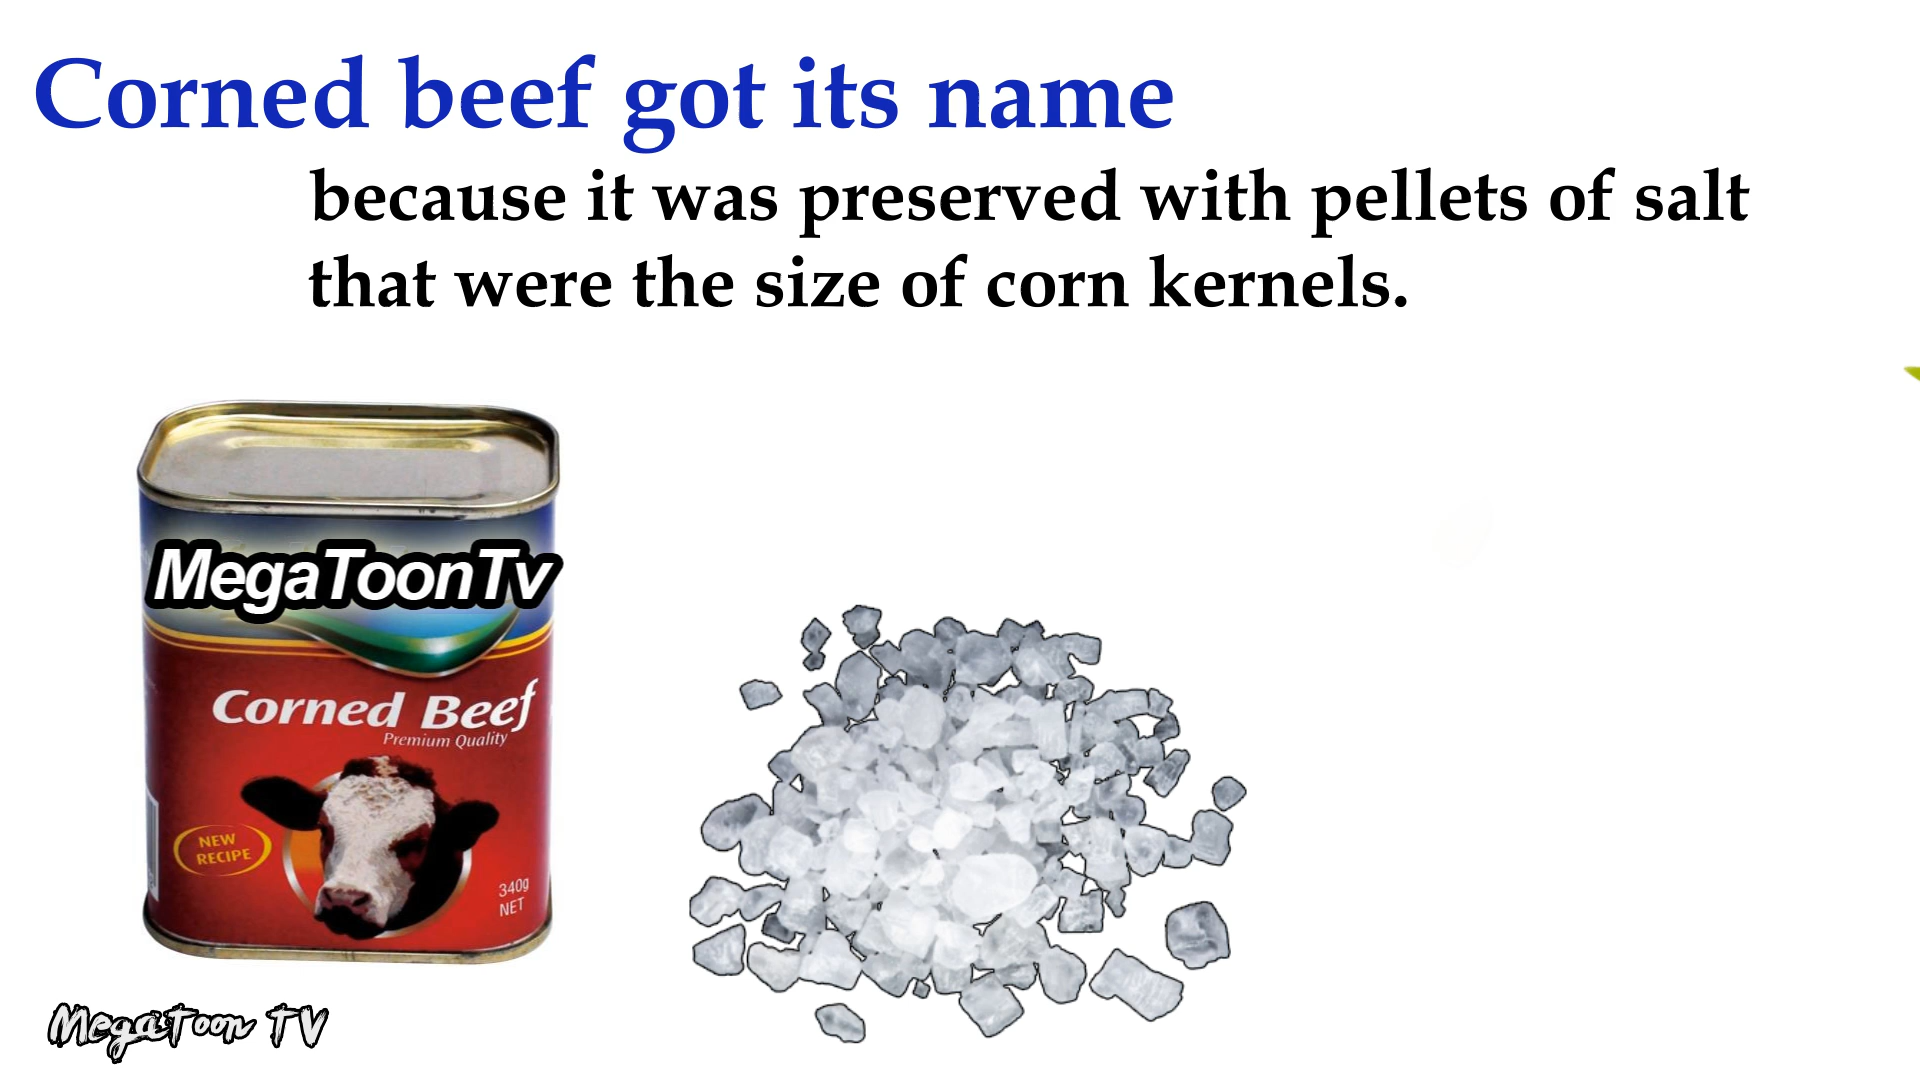 Corned beef got its name
because it was preserved with pellets of salt
that were the size of corn kernels.
MegaToonTv
Corned Beef
Premium Quality
NEW
RECIPE
340g
NET
MegaToon TV